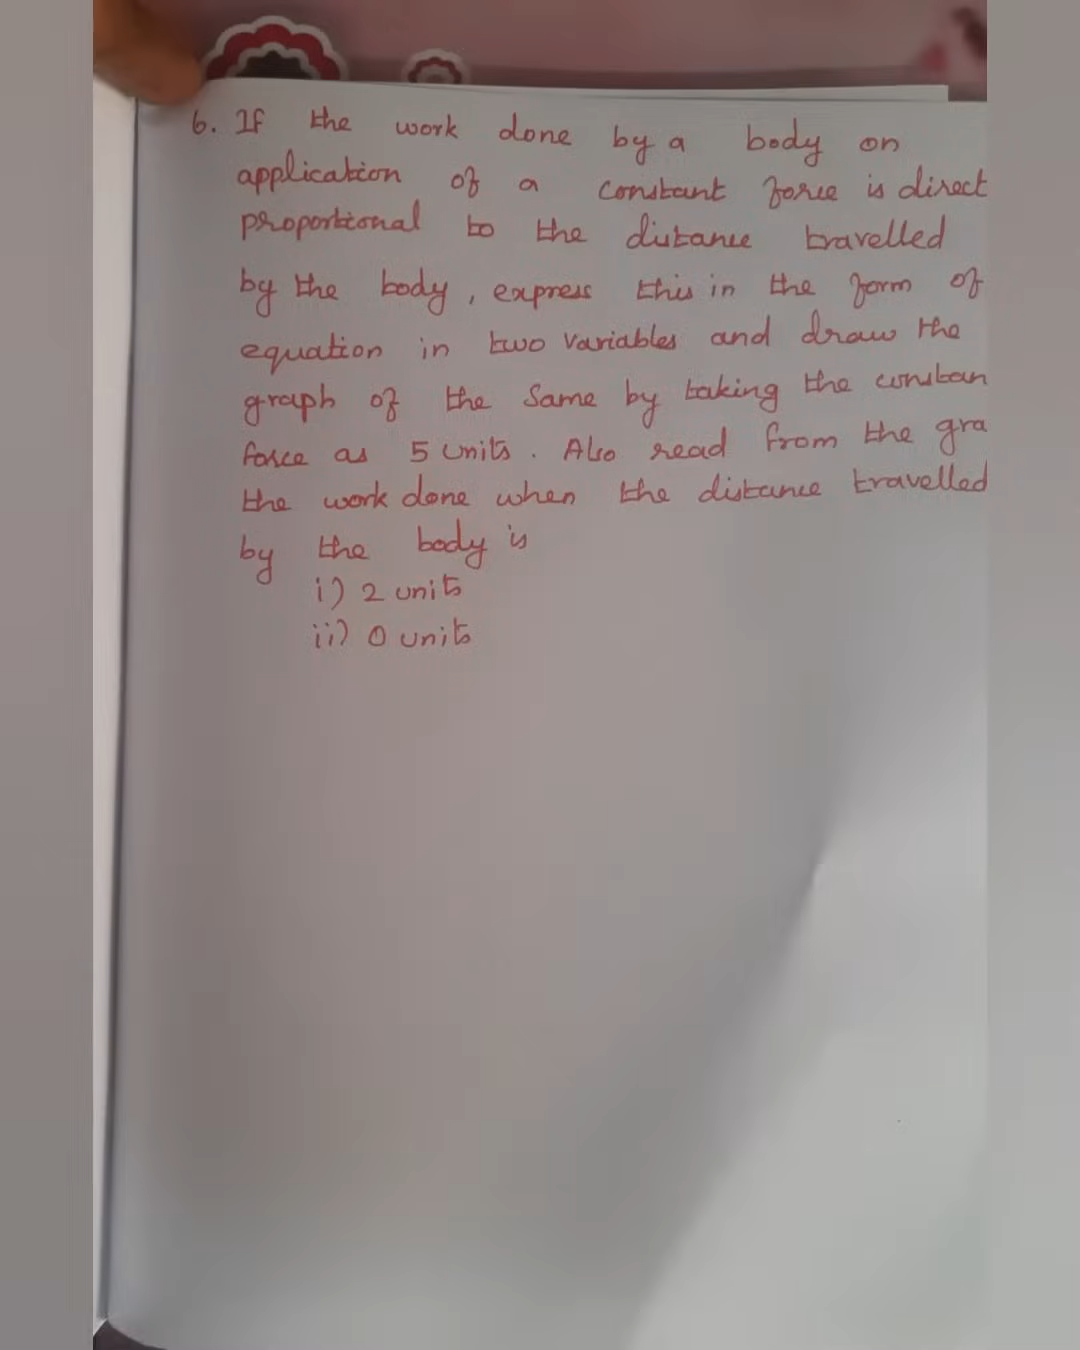 6. If the work done by a body on
application of a constant force is direct
proportional to the distance travelled
by the body, express this in the form of
equation in two variables and draw the
graph of the same by taking the constan
force as 5 units. Also read from the gra
the work done when the distance travelled
by the body is
i) 2 units
ii) 0 units